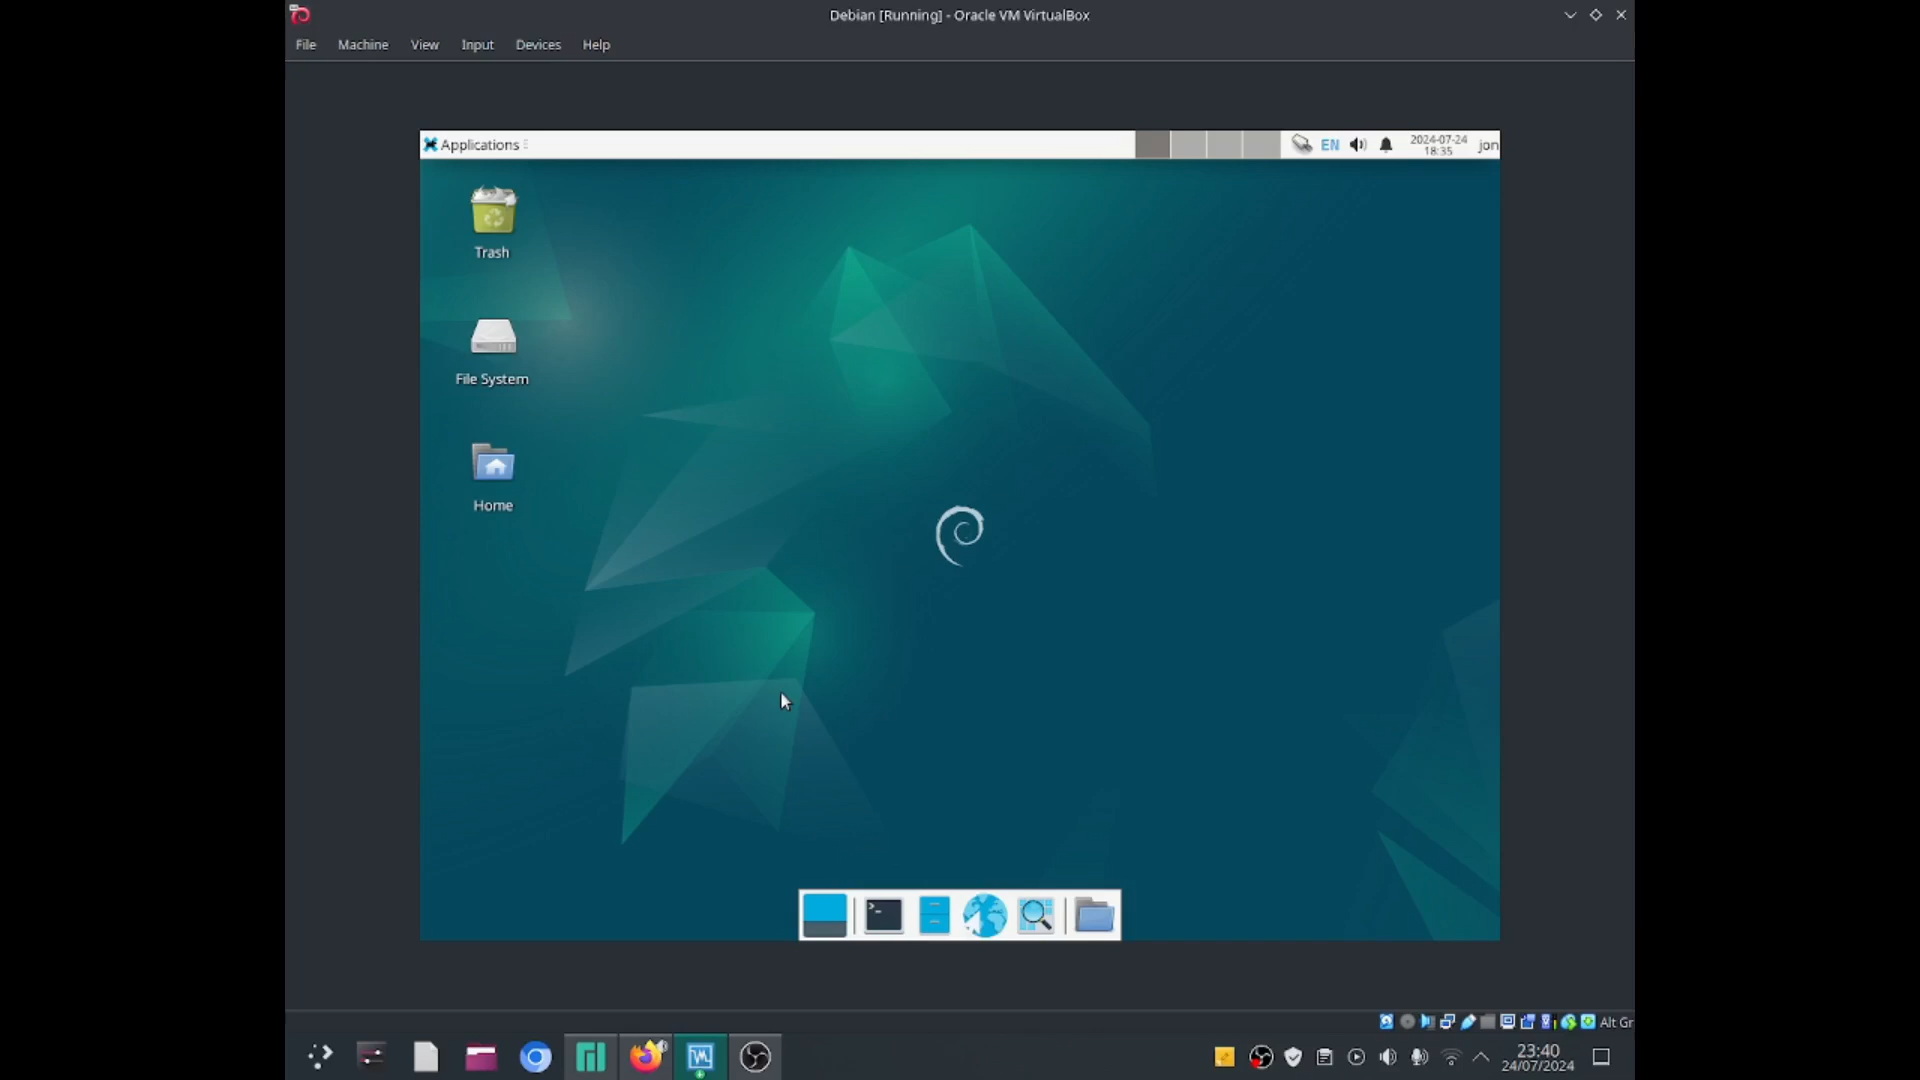 Debian [Running] - Oracle VM VirtualBox
File Machine View Input Devices Help
Applications
EN
2024-07-24
18:35
jon
Trash
File System
Home
Alt Gr
23:40
24/07/2024